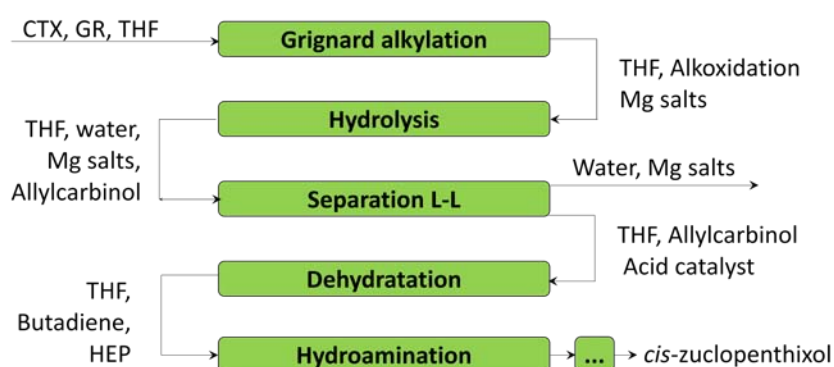 CTX, GR, THF
Grignard alkylation
THF, Alkoxidation
Mg salts
Hydrolysis
THF, water,
Mg salts,
Allylcarbinol
Water, Mg salts
Separation L-L
THF, Allylcarbinol
Acid catalyst
Dehydratation
THF,
Butadiene,
HEP
Hydroamination
...
cis-zuclopenthixol